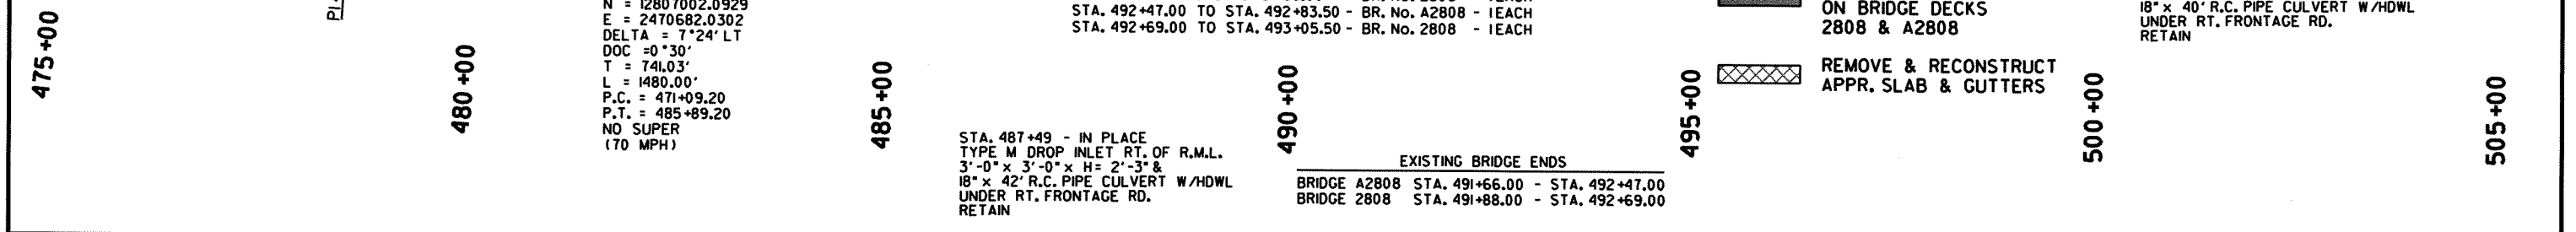 475+00
PI
480+00
N = 12807002.0929
E = 2470682.0302
DELTA = 7°24' LT
DOC =0°30'
T = 741.03'
L = 1480.00'
P.C. = 471+09.20
P.T. = 485+89.20
NO SUPER
(70 MPH)
485+00
STA. 487+49 - IN PLACE
TYPE M DROP INLET RT. OF R.M.L.
3'-0" x 3'-0" x H= 2'-3" &
18" x 42' R.C. PIPE CULVERT W/HDWL
UNDER RT. FRONTAGE RD.
RETAIN
STA. 492+47.00 TO STA. 492+83.50 - BR. No. A2808 - 1 EACH
STA. 492+69.00 TO STA. 493+05.50 - BR. No. 2808 - 1 EACH
490+00
EXISTING BRIDGE ENDS
BRIDGE A2808 STA. 491+66.00 - STA. 492+47.00
BRIDGE 2808 STA. 491+88.00 - STA. 492+69.00
495+00
ON BRIDGE DECKS
2808 & A2808
REMOVE & RECONSTRUCT
APPR. SLAB & GUTTERS
500+00
18" x 40' R.C. PIPE CULVERT W/HDWL
UNDER RT. FRONTAGE RD.
RETAIN
505+00